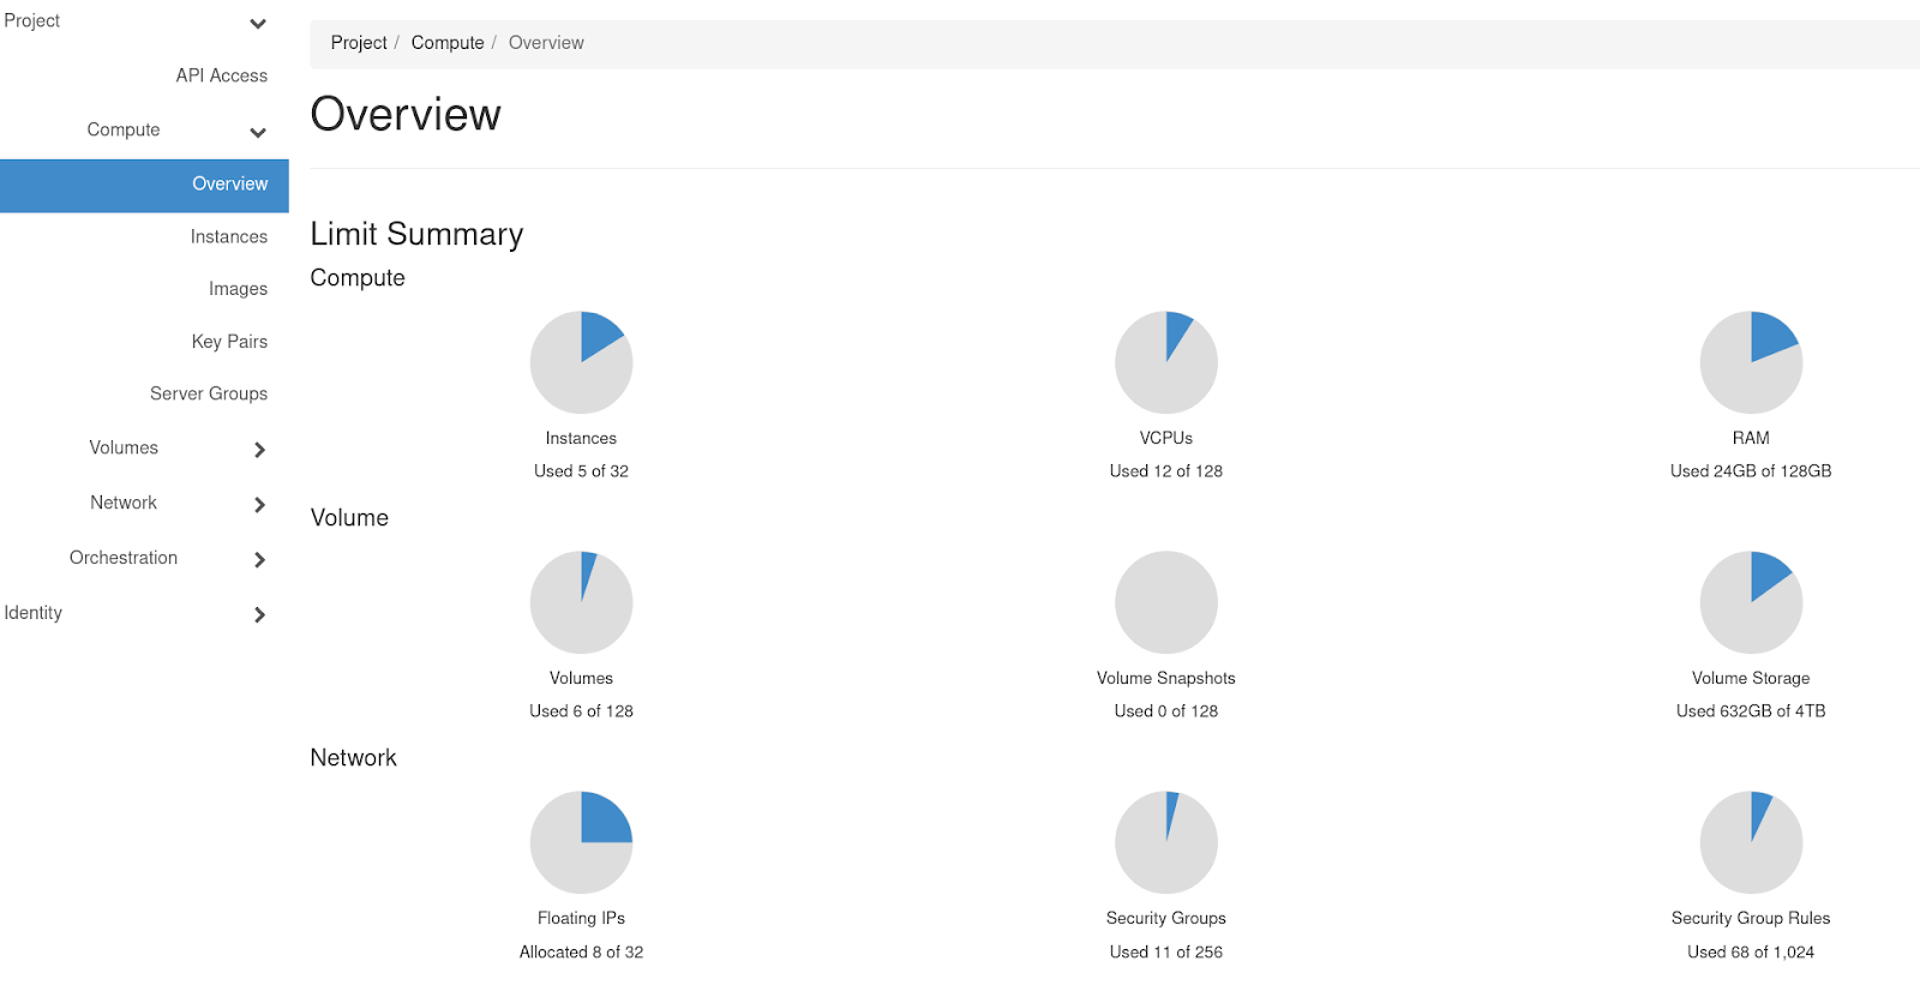 Project
API Access
Compute
Overview
Instances
Images
Key Pairs
Server Groups
Volumes
Network
Orchestration
Identity
Project / Compute / Overview
Overview
Limit Summary
Compute
Instances
Used 5 of 32
VCPUs
Used 12 of 128
RAM
Used 24GB of 128GB
Volume
Volumes
Used 6 of 128
Volume Snapshots
Used 0 of 128
Volume Storage
Used 632GB of 4TB
Network
Floating IPs
Allocated 8 of 32
Security Groups
Used 11 of 256
Security Group Rules
Used 68 of 1,024